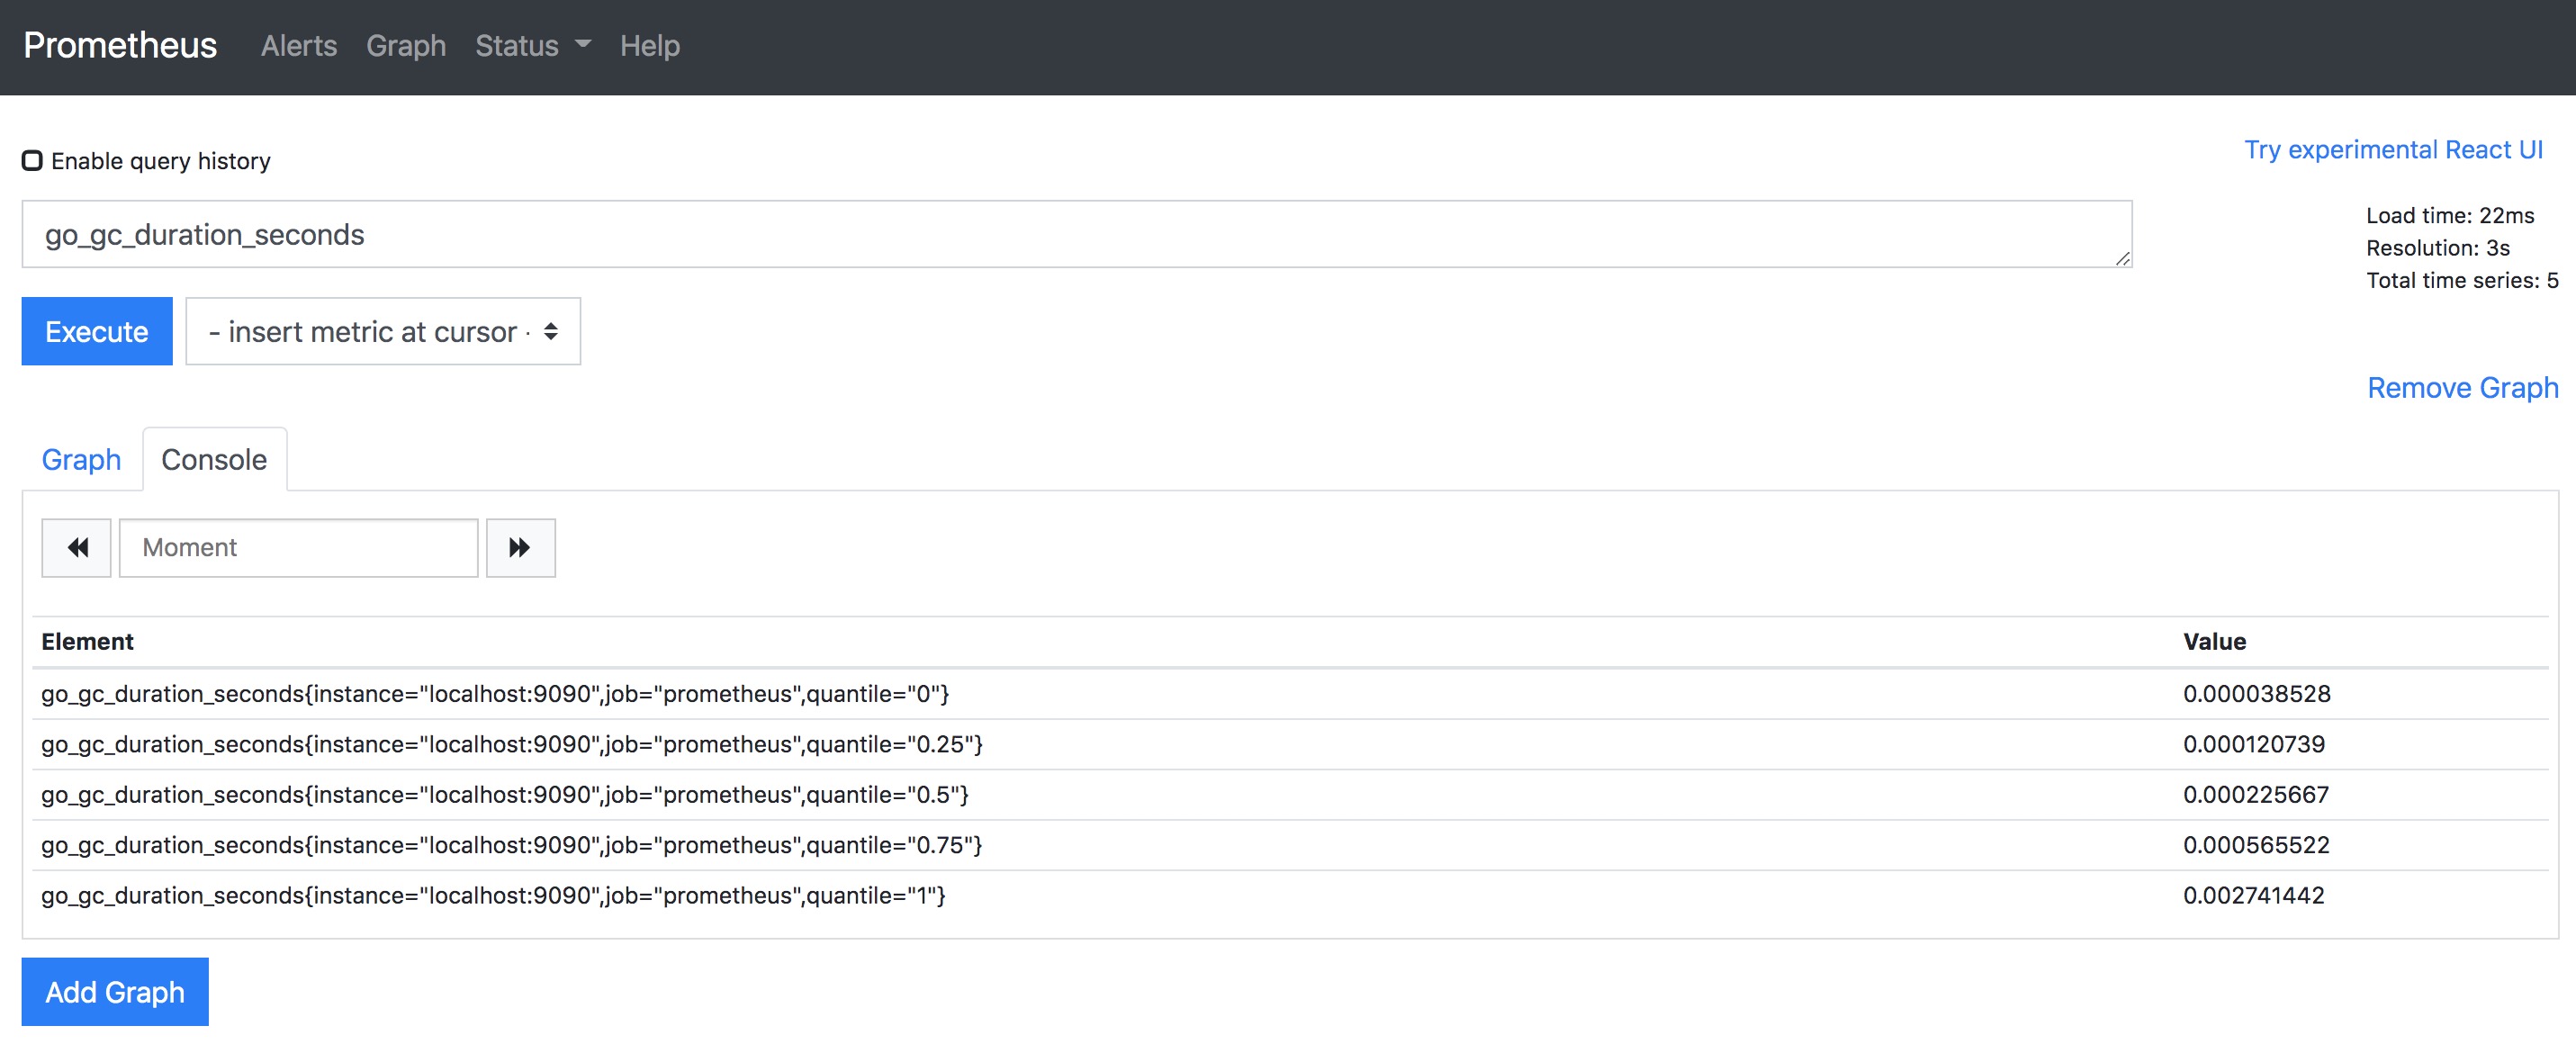 Prometheus Alerts Graph Status Help
Enable query history
Try experimental React UI
go_gc_duration_seconds
Load time: 22ms
Resolution: 3s
Total time series: 5
Execute - insert metric at cursor -
Remove Graph
Graph Console
Moment
Element Value
go_gc_duration_seconds{instance="localhost:9090",job="prometheus",quantile="0"} 0.000038528
go_gc_duration_seconds{instance="localhost:9090",job="prometheus",quantile="0.25"} 0.000120739
go_gc_duration_seconds{instance="localhost:9090",job="prometheus",quantile="0.5"} 0.000225667
go_gc_duration_seconds{instance="localhost:9090",job="prometheus",quantile="0.75"} 0.000565522
go_gc_duration_seconds{instance="localhost:9090",job="prometheus",quantile="1"} 0.002741442
Add Graph